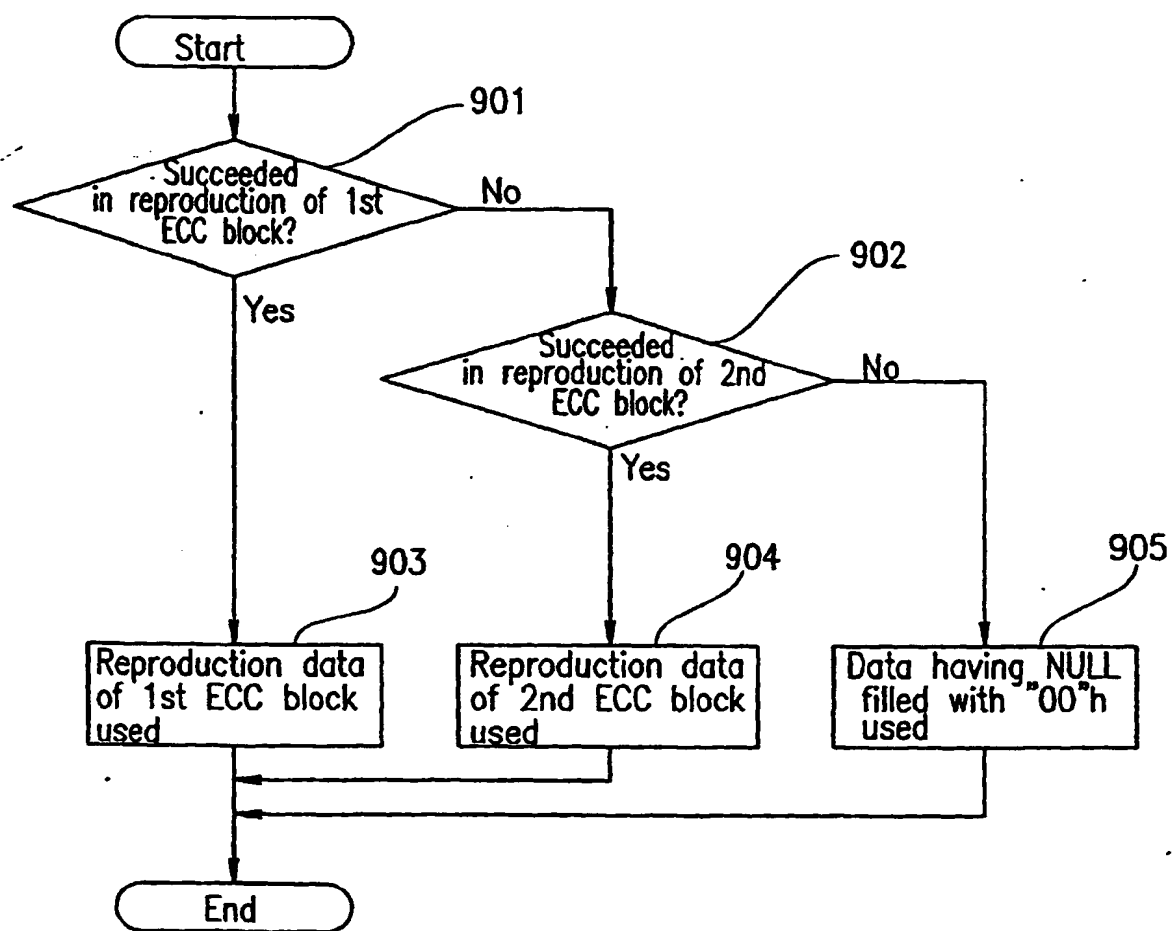 Start
901
Succeeded
in reproduction of 1st
ECC block?
No
Yes
902
Succeeded
in reproduction of 2nd
ECC block?
No
Yes
903
904
905
Reproduction data
of 1st ECC block
used
Reproduction data
of 2nd ECC block
used
Data having NULL
filled with "00"h
used
End